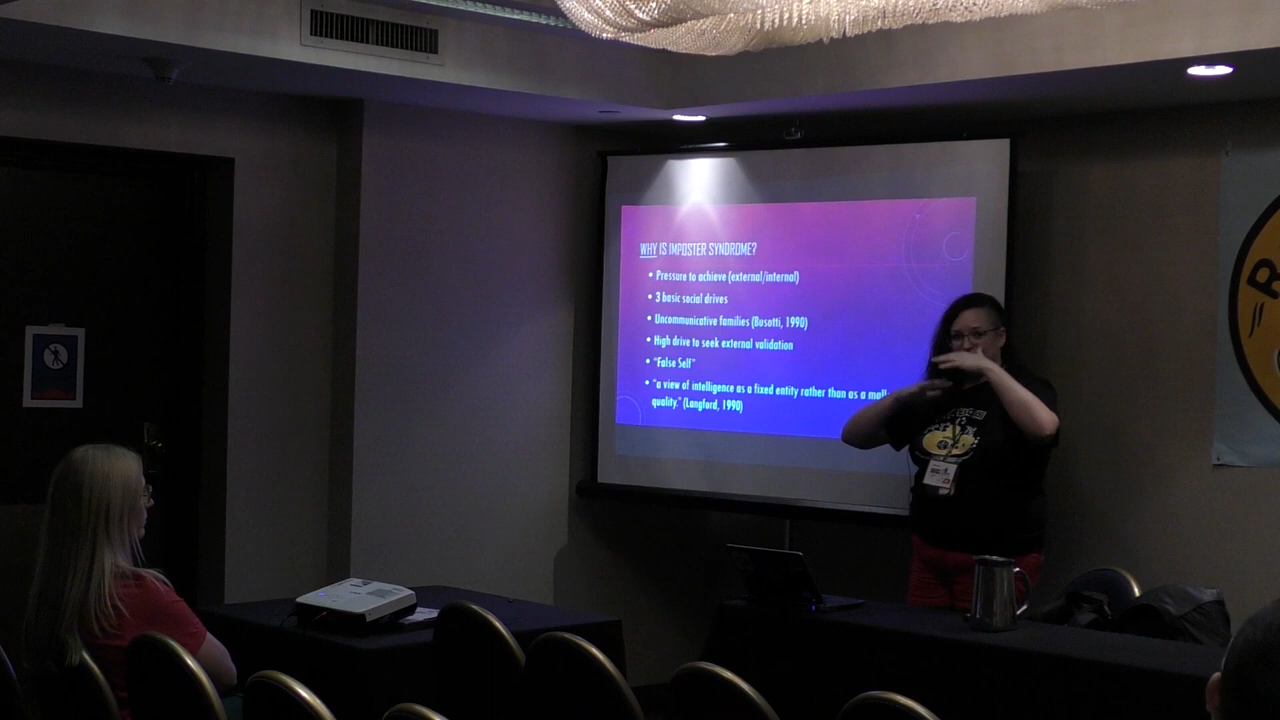 WHY IS IMPOSTER SYNDROME?
• Pressure to achieve (external/internal)
• 3 basic social drives
• Uncommunicative families (Busotti, 1990)
• High drive to seek external validation
• "False Self"
• "a view of intelligence as a fixed entity rather than as a
quality." (Langford, 1990)